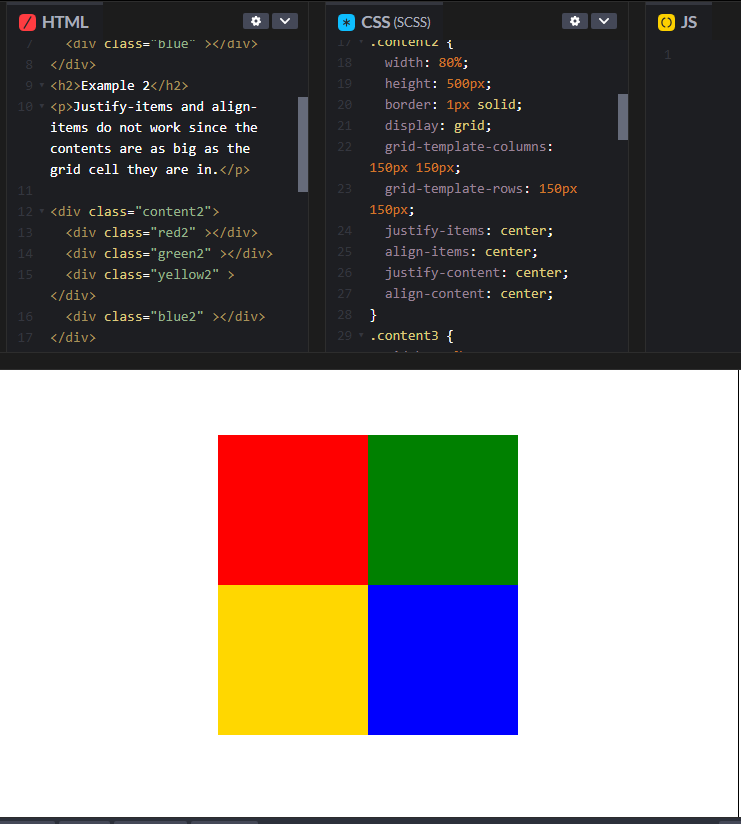 HTML
7 <div class="blue" ></div>
8 </div>
9 <h2>Example 2</h2>
10 <p>Justify-items and align-
items do not work since the
contents are as big as the
grid cell they are in.</p>
11
12 <div class="content2">
13 <div class="red2" ></div>
14 <div class="green2" ></div>
15 <div class="yellow2" >
</div>
16 <div class="blue2" ></div>
17 </div>
CSS (SCSS)
17 .content2 {
18 width: 80%;
19 height: 500px;
20 border: 1px solid;
21 display: grid;
22 grid-template-columns:
150px 150px;
23 grid-template-rows: 150px
150px;
24 justify-items: center;
25 align-items: center;
26 justify-content: center;
27 align-content: center;
28 }
29 .content3 {
JS
1